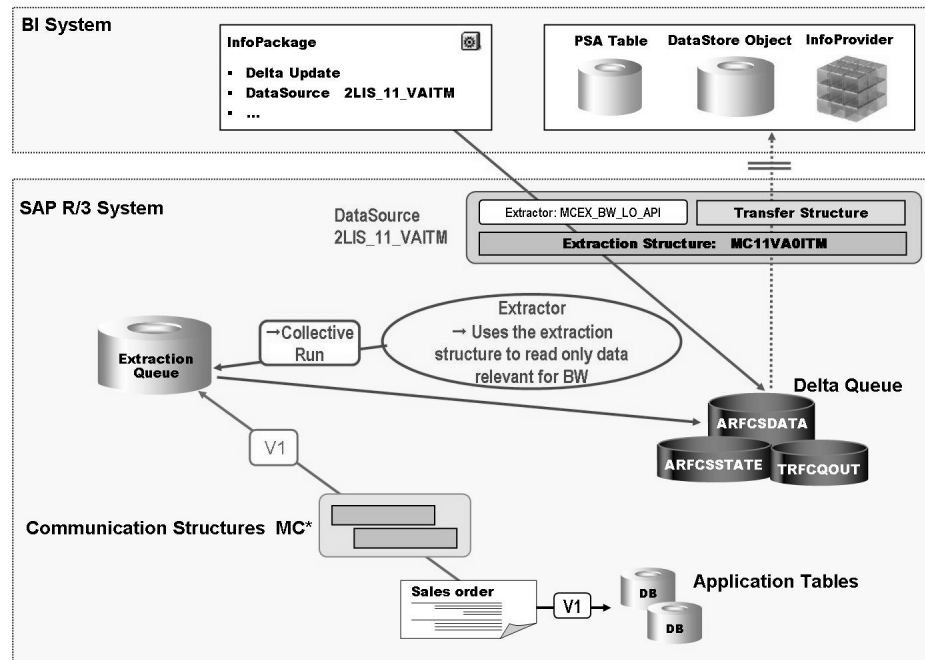 BI System
InfoPackage
▪ Delta Update
▪ DataSource 2LIS_11_VAITM
▪ ...
PSA Table
DataStore Object
InfoProvider
SAP R/3 System
DataSource
2LIS_11_VAITM
Extractor: MCEX_BW_LO_API
Transfer Structure
Extraction Structure: MC11VA0ITM
Extractor
→ Uses the extraction
structure to read only data
relevant for BW
→Collective
Run
Extraction
Queue
Delta Queue
ARFCSDATA
ARFCSSTATE
TRFCQOUT
V1
Communication Structures MC*
Sales order
V1
Application Tables
DB
DB